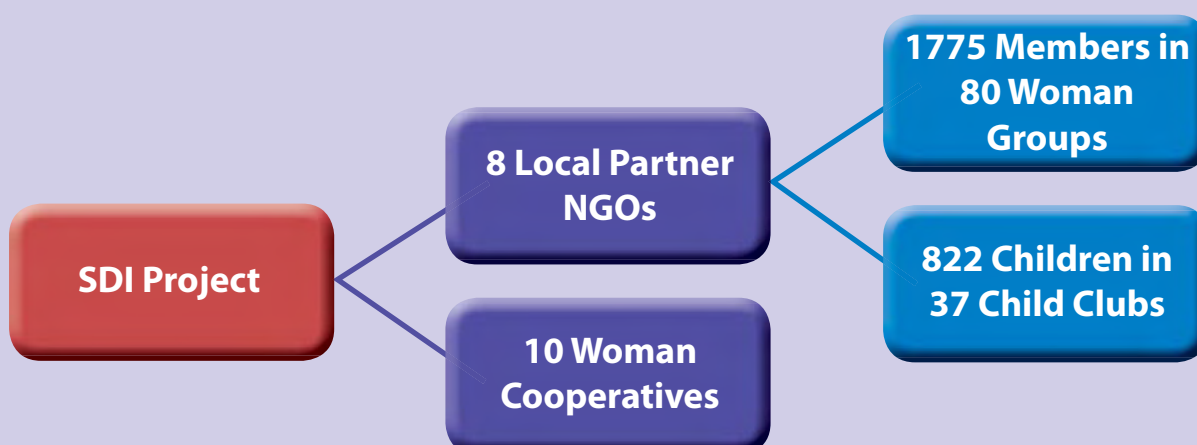 SDI Project
8 Local Partner
NGOs
10 Woman
Cooperatives
1775 Members in
80 Woman
Groups
822 Children in
37 Child Clubs